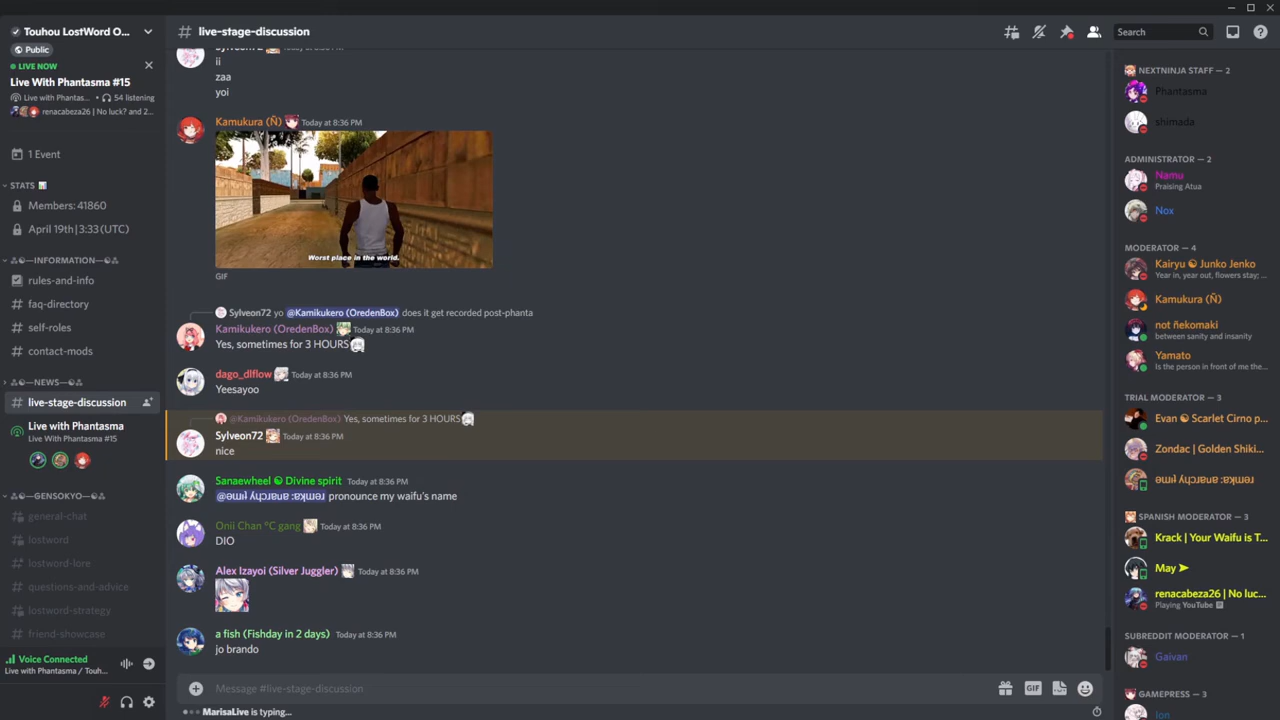 Touhou LostWord O...
Public
LIVE NOW
Live With Phantasma #15
Live with Phantas... 54 listening
renacabeza26 | No luck? and 2...
1 Event
STATS
Members: 41860
April 19th|3:33 (UTC)
—INFORMATION—
rules-and-info
# faq-directory
# self-roles
# contact-mods
—NEWS—
# live-stage-discussion
Live with Phantasma
Live With Phantasma #15
—GENSOKYO—
general-chat
lostword
lostword-lore
questions-and-advice
lostword-strategy
friend-showcase
Voice Connected
Live with Phantasma / Touh...
# live-stage-discussion
Search
ii
zaa
yoi
Kamukura (Ñ) Today at 8:36 PM
Worst place in the world.
GIF
Sylveon72 yo @Kamikukero (OredenBox) does it get recorded post-phanta
Kamikukero (OredenBox) Today at 8:36 PM
Yes, sometimes for 3 HOURS
dago_dlflow Today at 8:36 PM
Yeesayoo
@Kamikukero (OredenBox) Yes, sometimes for 3 HOURS
Sylveon72 Today at 8:36 PM
nice
Sanaewheel ☯ Divine spirit Today at 8:36 PM
pronounce my waifu's name
Onii Chan °C gang Today at 8:36 PM
DIO
Alex Izayoi (Silver Juggler) Today at 8:36 PM
a fish (Fishday in 2 days) Today at 8:36 PM
jo brando
Message #live-stage-discussion
GIF
MarisaLive is typing...
NEXTNINJA STAFF — 2
Phantasma
shimada
ADMINISTRATOR — 2
Namu
Praising Atua
Nox
MODERATOR — 4
Kairyu ☯ Junko Jenko
Year in, year out, flowers stay; ...
Kamukura (Ñ)
not ñekomaki
between sanity and insanity
Yamato
Is the person in front of me the...
TRIAL MODERATOR — 3
Evan ☯ Scarlet Cirno p...
Zondac | Golden Shiki...
SPANISH MODERATOR — 3
Krack | Your Waifu is T...
May ➤
renacabeza26 | No luc...
Playing YouTube
SUBREDDIT MODERATOR — 1
Gaivan
GAMEPRESS — 3